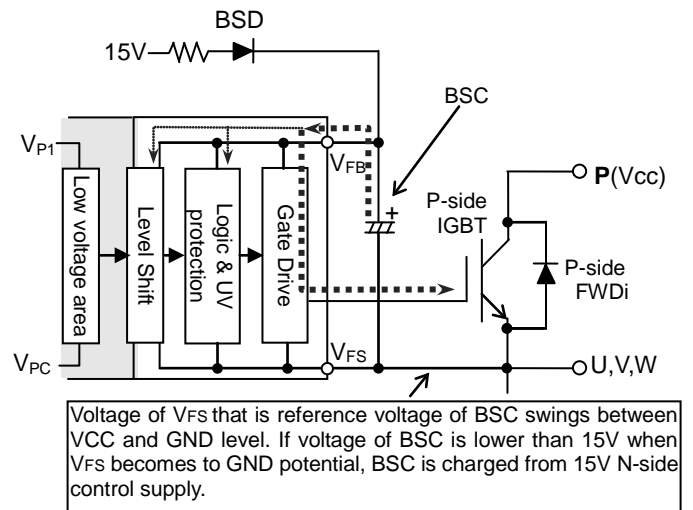 BSD
15V
BSC
VP1
VFB
+
P(Vcc)
P-side
IGBT
Low voltage area
Level Shift
Logic & UV
protection
Gate Drive
P-side
FWDi
VPC
VFS
U,V,W
Voltage of VFS that is reference voltage of BSC swings between
VCC and GND level. If voltage of BSC is lower than 15V when
VFS becomes to GND potential, BSC is charged from 15V N-side
control supply.